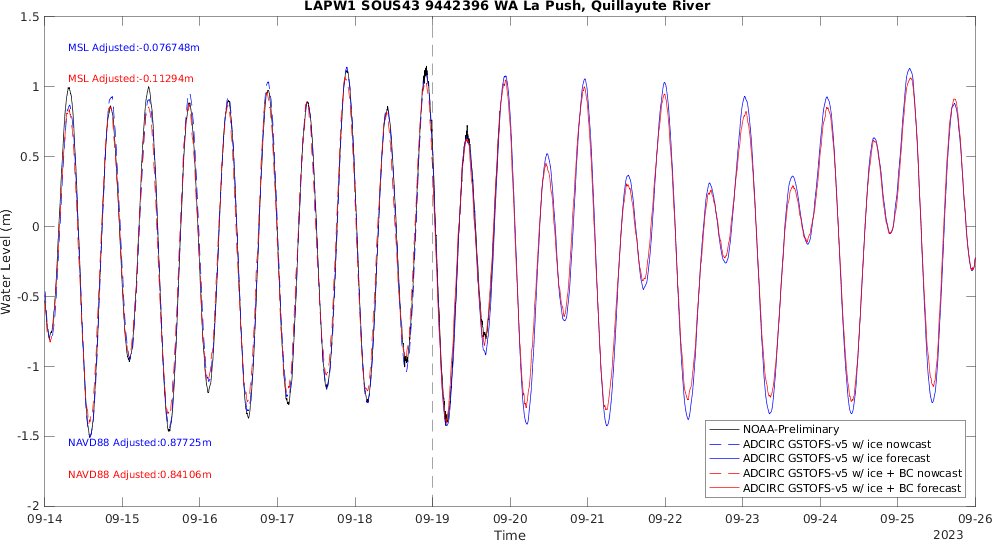 LAPW1 SOUS43 9442396 WA La Push, Quillayute River
1.5
1
0.5
0
-0.5
-1
-1.5
-2
Water Level (m)
MSL Adjusted:-0.076748m
MSL Adjusted:-0.11294m
NAVD88 Adjusted:0.87725m
NAVD88 Adjusted:0.84106m
NOAA-Preliminary
ADCIRC GSTOFS-v5 w/ ice nowcast
ADCIRC GSTOFS-v5 w/ ice forecast
ADCIRC GSTOFS-v5 w/ ice + BC nowcast
ADCIRC GSTOFS-v5 w/ ice + BC forecast
09-14 09-15 09-16 09-17 09-18 09-19 09-20 09-21 09-22 09-23 09-24 09-25 09-26
Time
2023